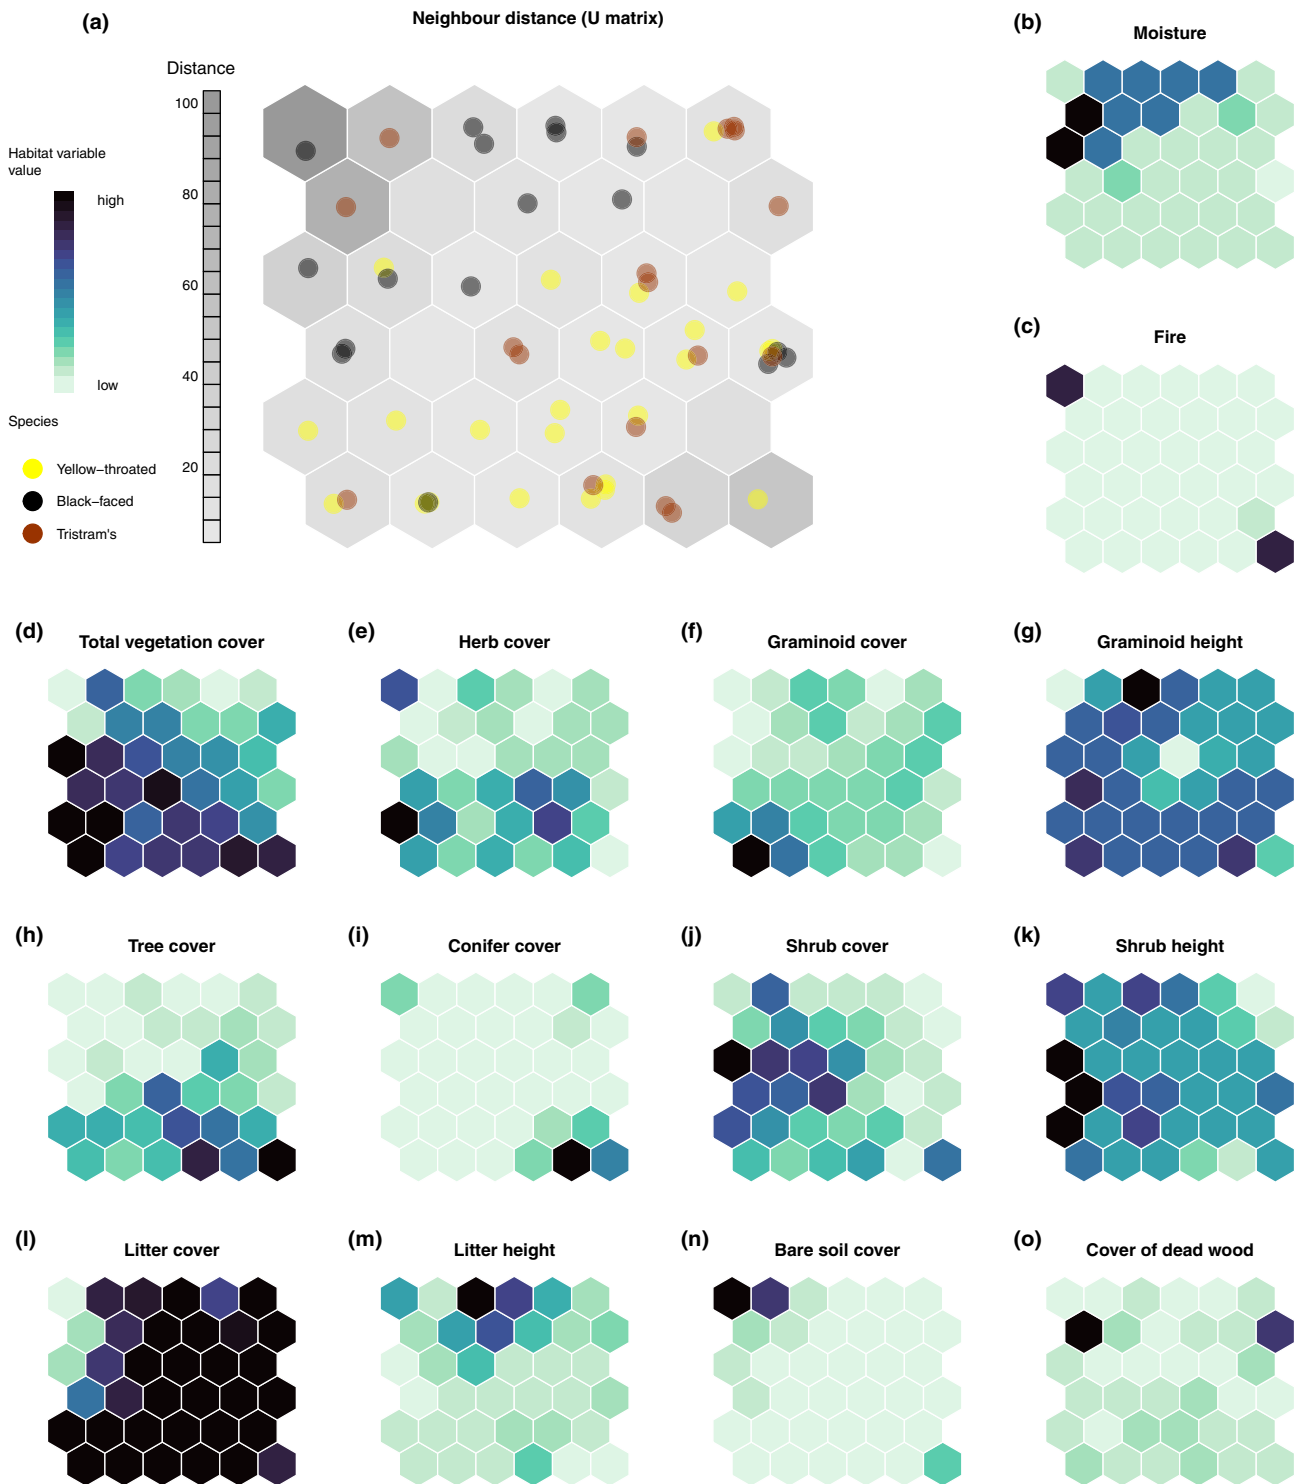 (a)
Neighbour distance (U matrix)
Distance
100
80
60
40
20
Habitat variable
value
high
low
Species
Yellow−throated
Black−faced
Tristram's
(b)
Moisture
(c)
Fire
(d)
Total vegetation cover
(e)
Herb cover
(f)
Graminoid cover
(g)
Graminoid height
(h)
Tree cover
(i)
Conifer cover
(j)
Shrub cover
(k)
Shrub height
(l)
Litter cover
(m)
Litter height
(n)
Bare soil cover
(o)
Cover of dead wood